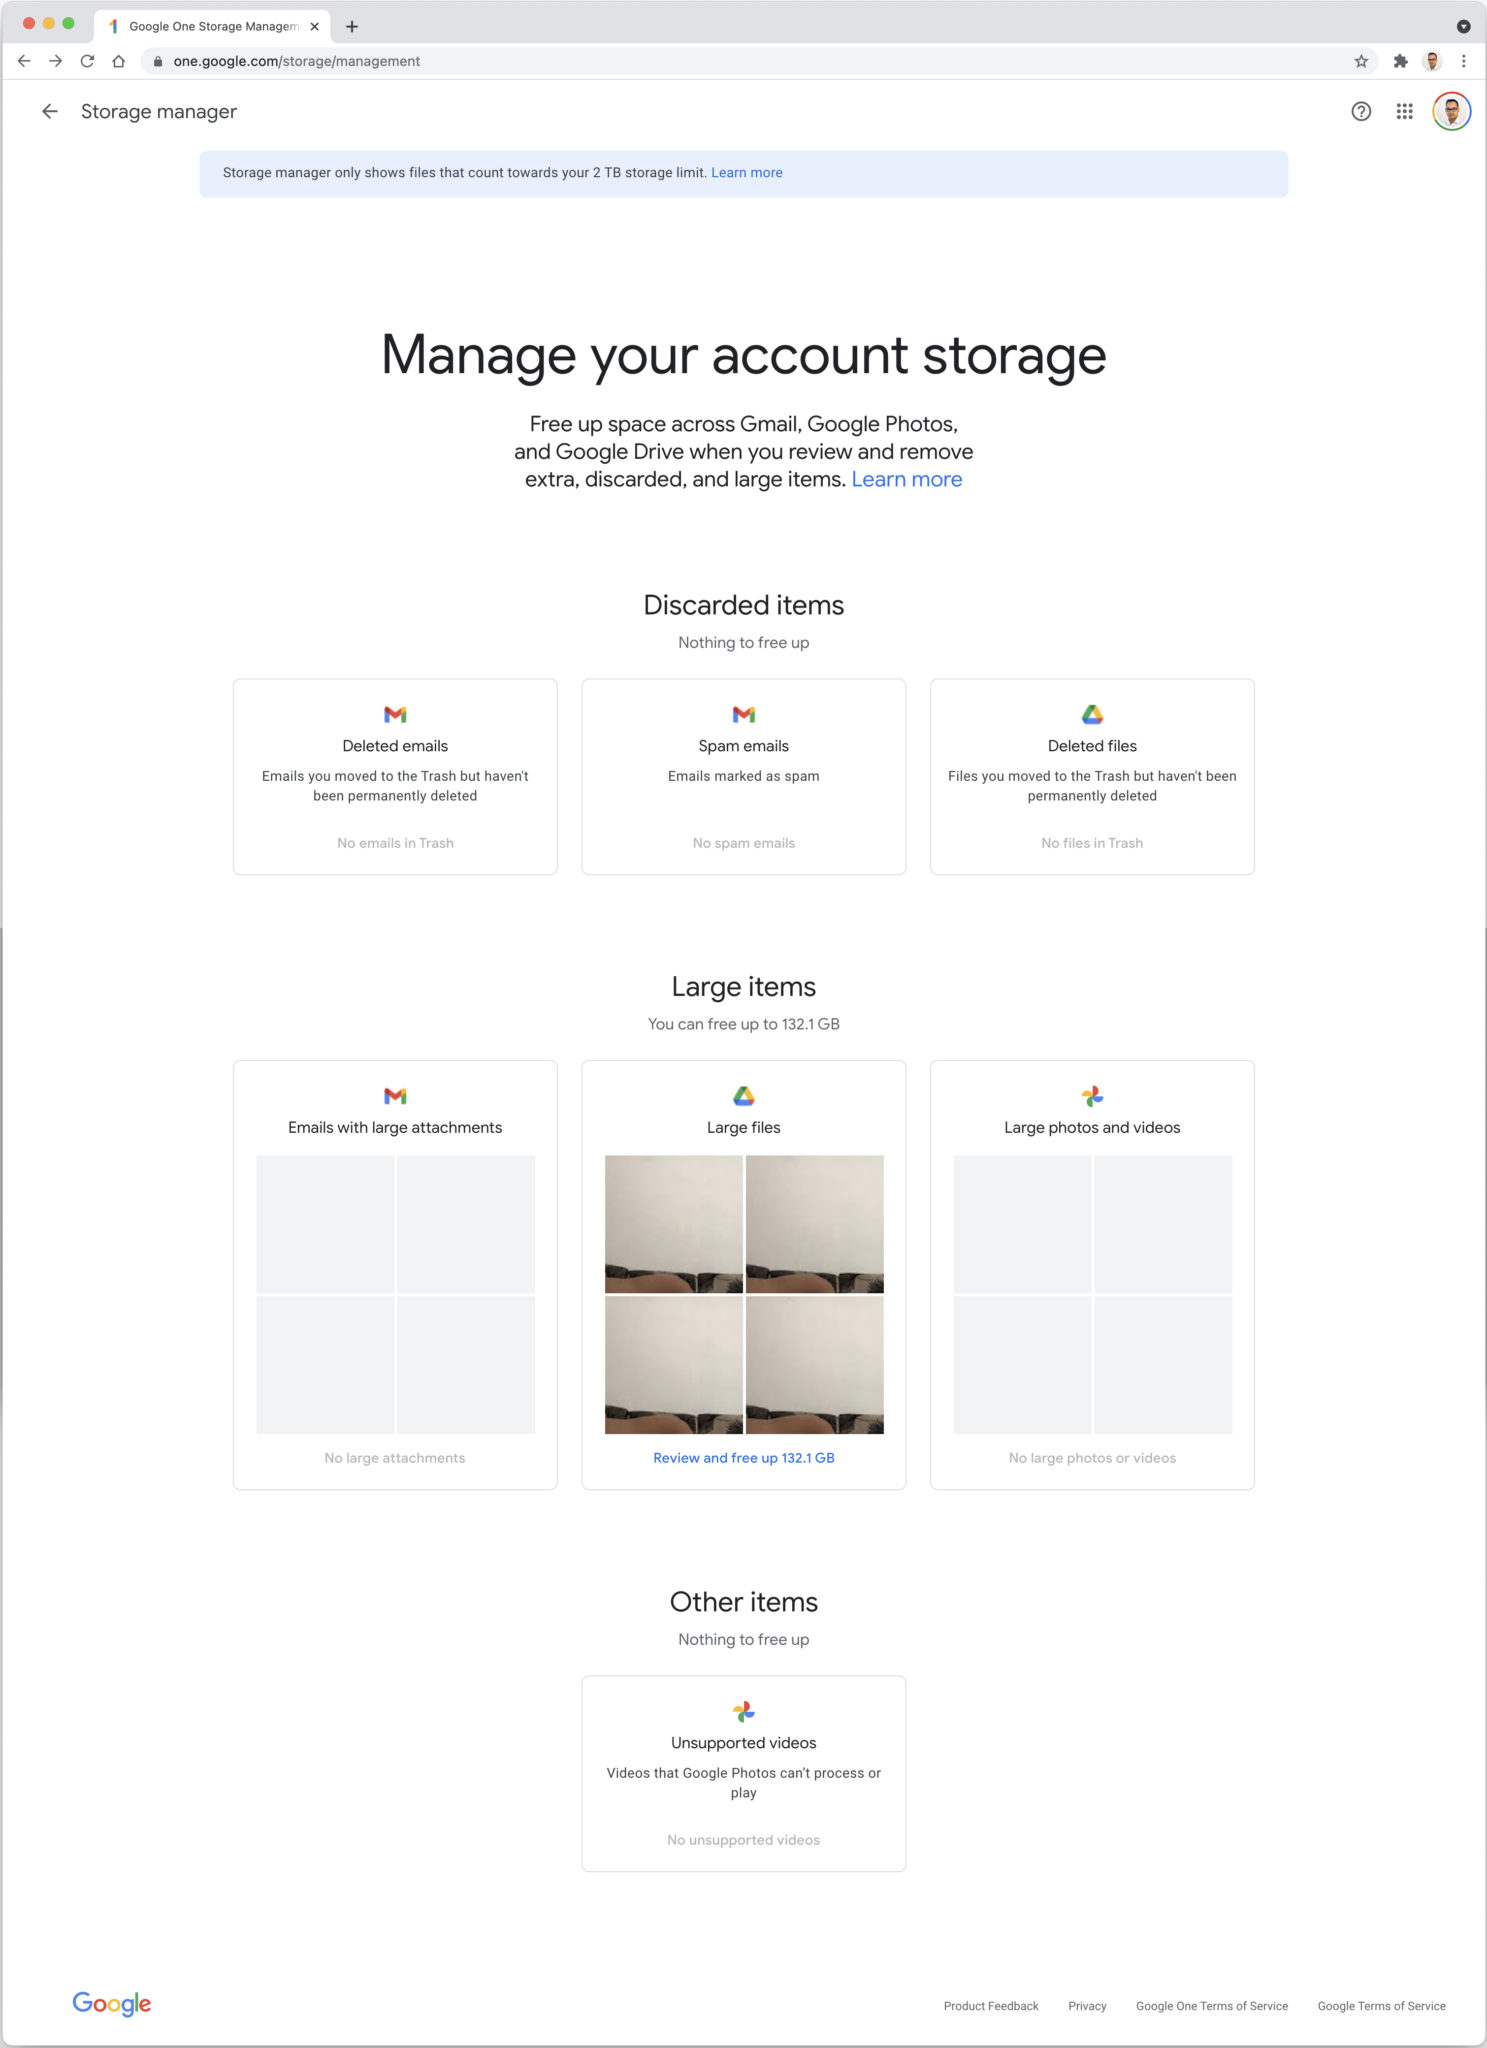 Google One Storage Managem
one.google.com/storage/management
Storage manager
Storage manager only shows files that count towards your 2 TB storage limit. Learn more
Manage your account storage
Free up space across Gmail, Google Photos,
and Google Drive when you review and remove
extra, discarded, and large items. Learn more
Discarded items
Nothing to free up
Deleted emails
Emails you moved to the Trash but haven't
been permanently deleted
No emails in Trash
Spam emails
Emails marked as spam
No spam emails
Deleted files
Files you moved to the Trash but haven't been
permanently deleted
No files in Trash
Large items
You can free up to 132.1 GB
Emails with large attachments
No large attachments
Large files
Review and free up 132.1 GB
Large photos and videos
No large photos or videos
Other items
Nothing to free up
Unsupported videos
Videos that Google Photos can't process or
play
No unsupported videos
Google
Product Feedback
Privacy
Google One Terms of Service
Google Terms of Service